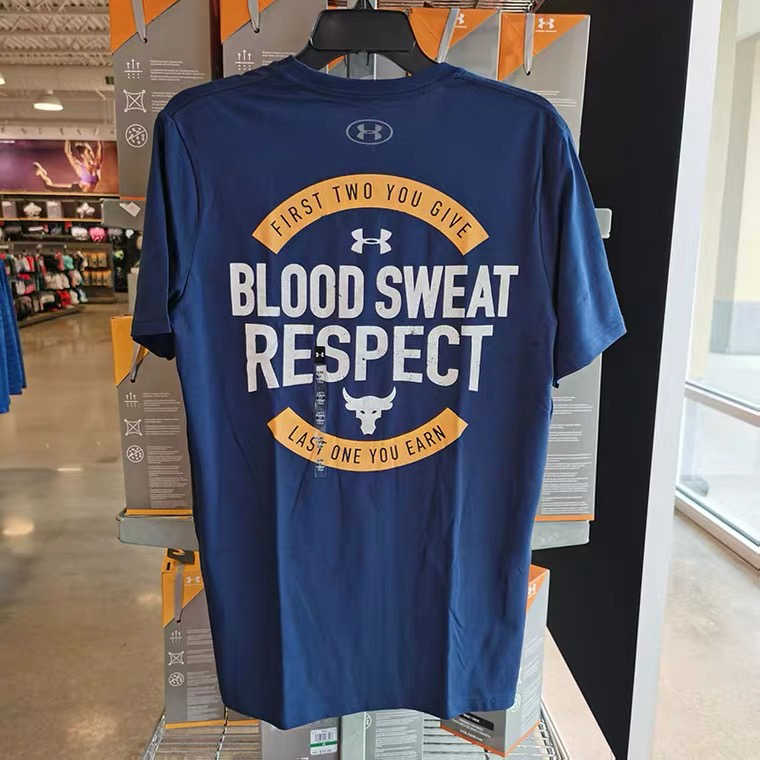 FIRST TWO YOU GIVE
BLOOD SWEAT
RESPECT
LAST ONE YOU EARN